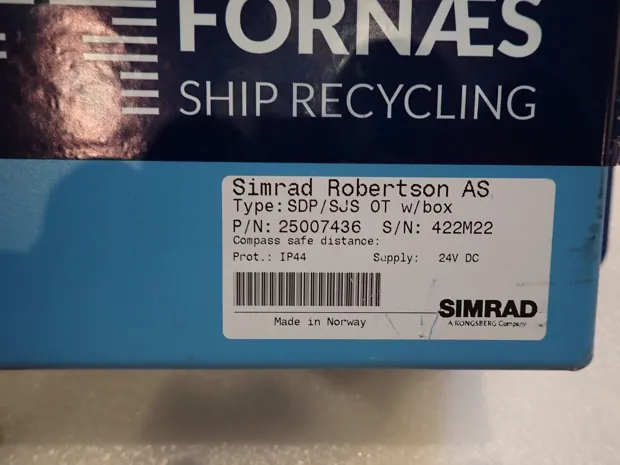 FORNÆS
SHIP RECYCLING
Simrad Robertson AS
Type: SDP/SJS OT w/box
P/N: 25007436 S/N: 422M22
Compass safe distance:
Prot.: IP44 Supply: 24V DC
SIMRAD
A KONGSBERG Company
Made in Norway